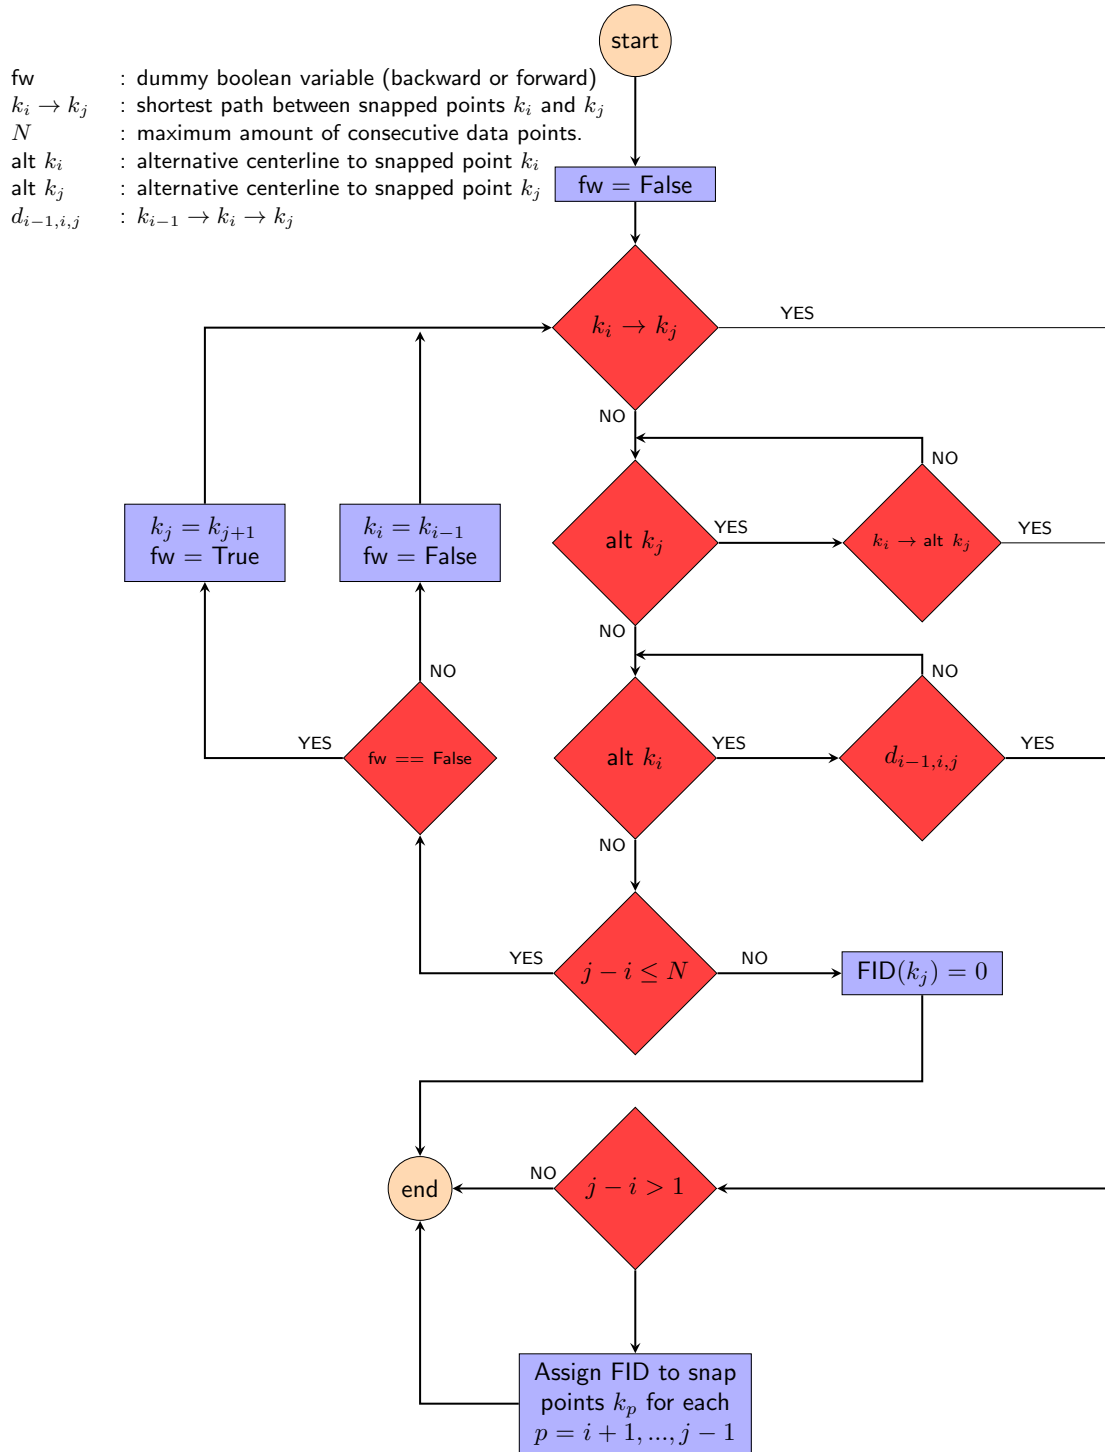 start
fw : dummy boolean variable (backward or forward)
k_i → k_j : shortest path between snapped points k_i and k_j
N : maximum amount of consecutive data points.
alt k_i : alternative centerline to snapped point k_i
alt k_j : alternative centerline to snapped point k_j
d_{i−1,i,j} : k_{i−1} → k_i → k_j
fw = False
k_i → k_j
YES
NO
alt k_j
YES
k_i → alt k_j
NO
YES
k_j = k_{j+1}
fw = True
k_i = k_{i−1}
fw = False
NO
alt k_i
YES
d_{i−1,i,j}
NO
YES
fw == False
YES
NO
NO
j − i ≤ N
YES
NO
FID(k_j) = 0
j − i > 1
NO
end
Assign FID to snap
points k_p for each
p = i + 1, ..., j − 1